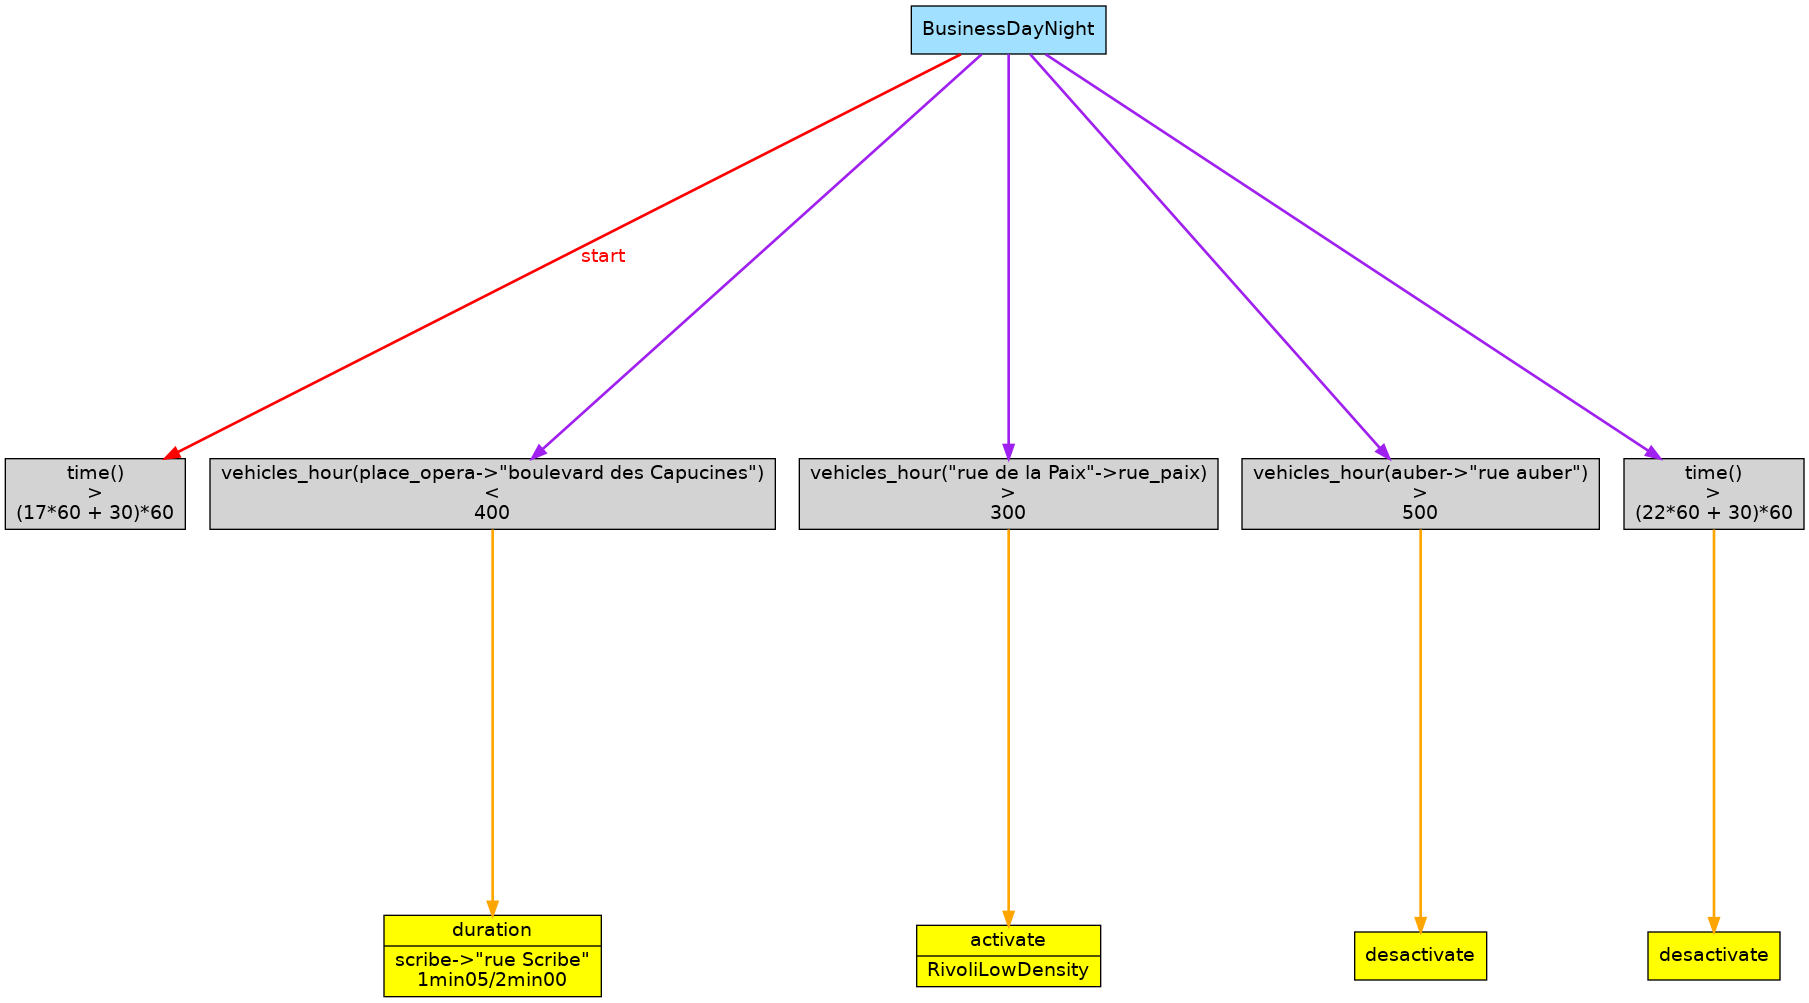 BusinessDayNight
start
time()
>
(17*60 + 30)*60
vehicles_hour(place_opera->"boulevard des Capucines")
<
400
vehicles_hour("rue de la Paix"->rue_paix)
>
300
vehicles_hour(auber->"rue auber")
>
500
time()
>
(22*60 + 30)*60
duration
scribe->"rue Scribe"
1min05/2min00
activate
RivoliLowDensity
desactivate
desactivate